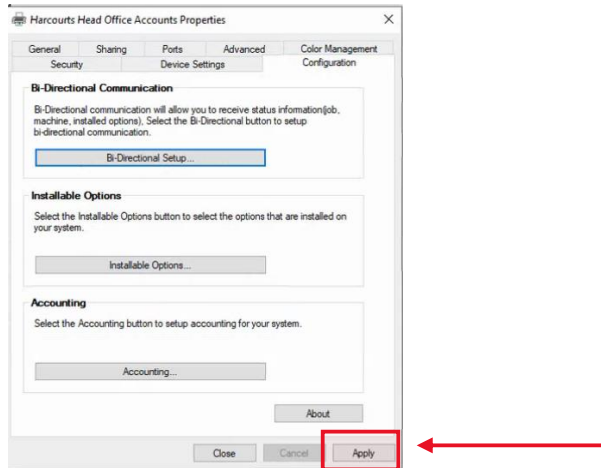 Harcourts Head Office Accounts Properties
General Sharing Ports Advanced Color Management
Security Device Settings Configuration
Bi-Directional Communication
Bi-Directional communication will allow you to receive status information(job,
machine, installed options), Select the Bi-Directional button to setup
bi-directional communication.
Bi-Directional Setup...
Installable Options
Select the Installable Options button to select the options that are installed on
your system.
Installable Options...
Accounting
Select the Accounting button to setup accounting for your system.
Accounting...
About
Close Cancel Apply